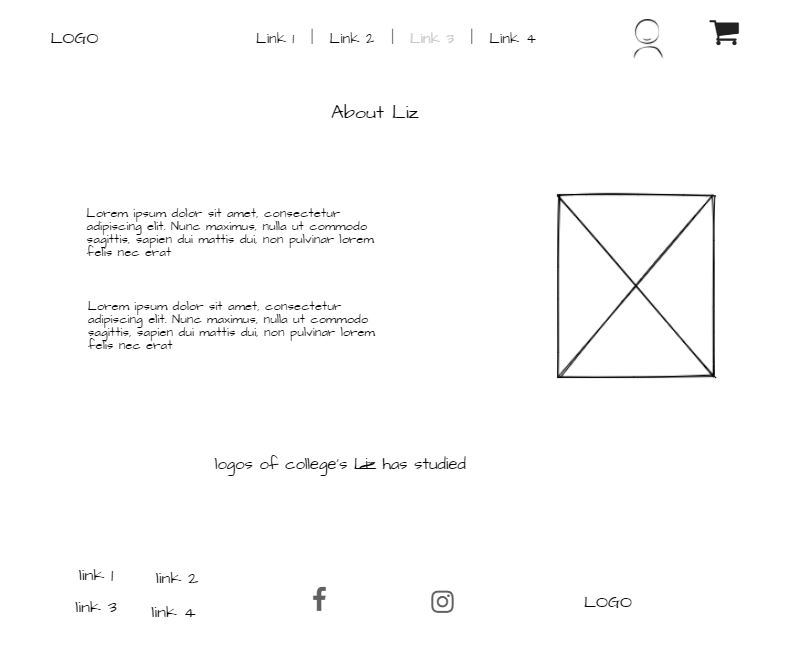 LOGO
Link 1 | Link 2 | Link 3 | Link 4
About Liz
Lorem ipsum dolor sit amet, consectetur
adipiscing elit. Nunc maximus, nulla ut commodo
sagittis, sapien dui mattis dui, non pulvinar lorem
felis nec erat
Lorem ipsum dolor sit amet, consectetur
adipiscing elit. Nunc maximus, nulla ut commodo
sagittis, sapien dui mattis dui, non pulvinar lorem
felis nec erat
logos of college's Liz has studied
link 1
link 2
link 3
link 4
LOGO